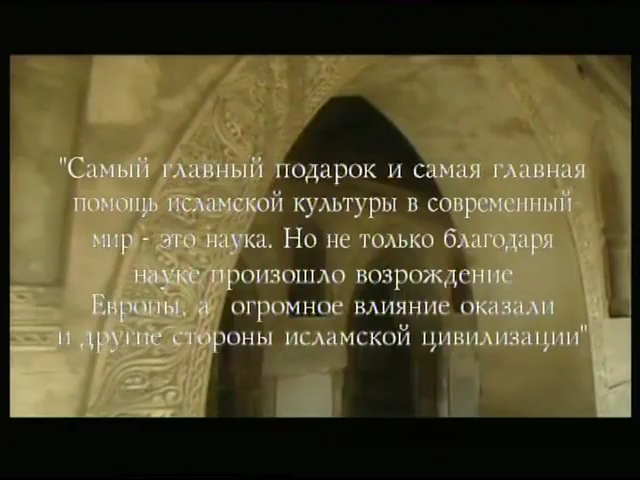 "Самый главный подарок и самая главная
помощь исламской культуры в современный
мир - это наука. Но не только благодаря
науке произошло возрождение
Европы, а огромное влияние оказали
и другие стороны исламской цивилизации"